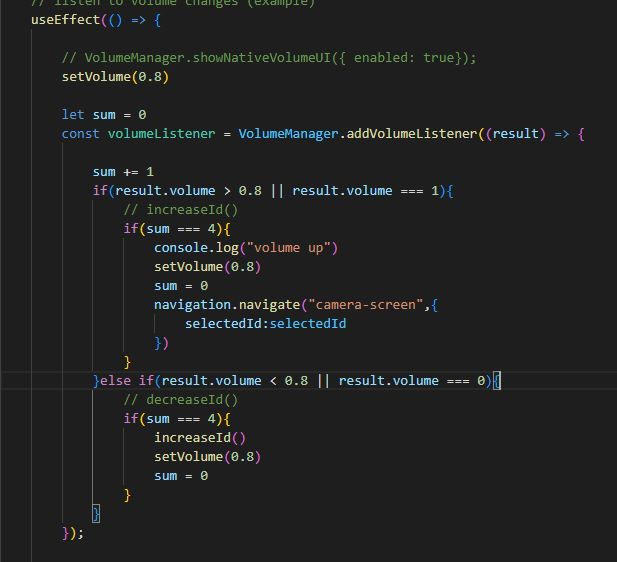 // listen to volume changes (example)
useEffect(() => {
// VolumeManager.showNativeVolumeUI({ enabled: true});
setVolume(0.8)
let sum = 0
const volumeListener = VolumeManager.addVolumeListener((result) => {
sum += 1
if(result.volume > 0.8 || result.volume === 1){
// increaseId()
if(sum === 4){
console.log("volume up")
setVolume(0.8)
sum = 0
navigation.navigate("camera-screen",{
selectedId:selectedId
})
}
}else if(result.volume < 0.8 || result.volume === 0){
// decreaseId()
if(sum === 4){
increaseId()
setVolume(0.8)
sum = 0
}
}
});